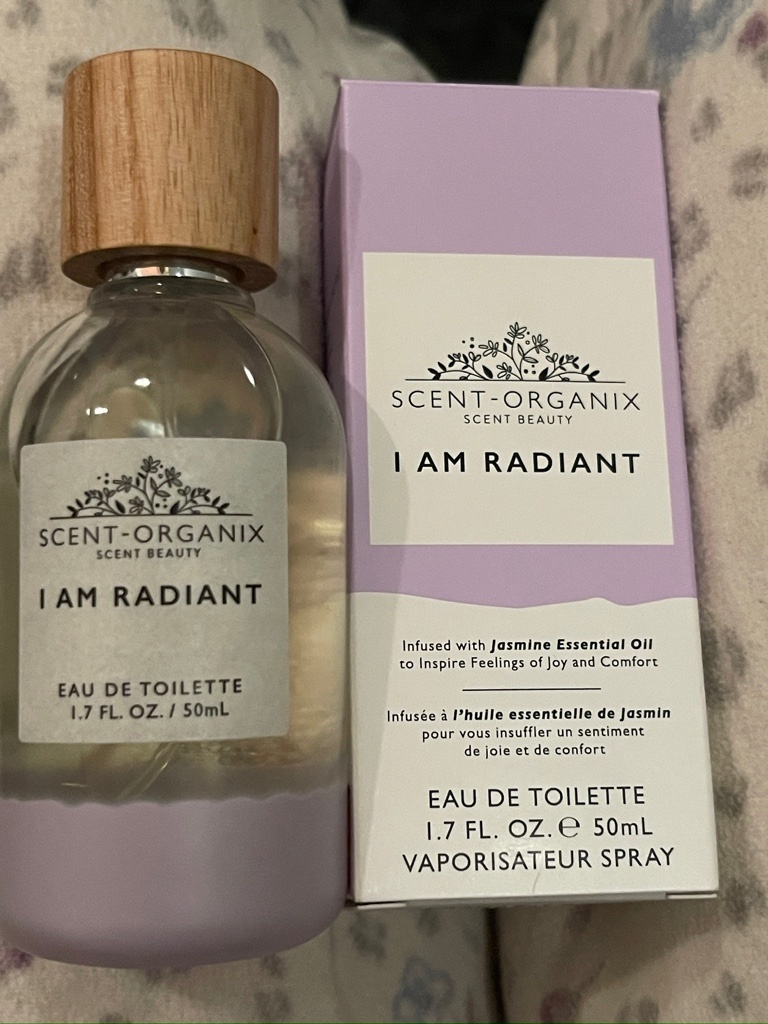 SCENT-ORGANIX
SCENT BEAUTY
I AM RADIANT
EAU DE TOILETTE
1.7 FL. OZ. / 50mL
SCENT-ORGANIX
SCENT BEAUTY
I AM RADIANT
Infused with Jasmine Essential Oil
to Inspire Feelings of Joy and Comfort
Infusée à l'huile essentielle de Jasmin
pour vous insuffler un sentiment
de joie et de confort
EAU DE TOILETTE
1.7 FL. OZ. ℮ 50mL
VAPORISATEUR SPRAY